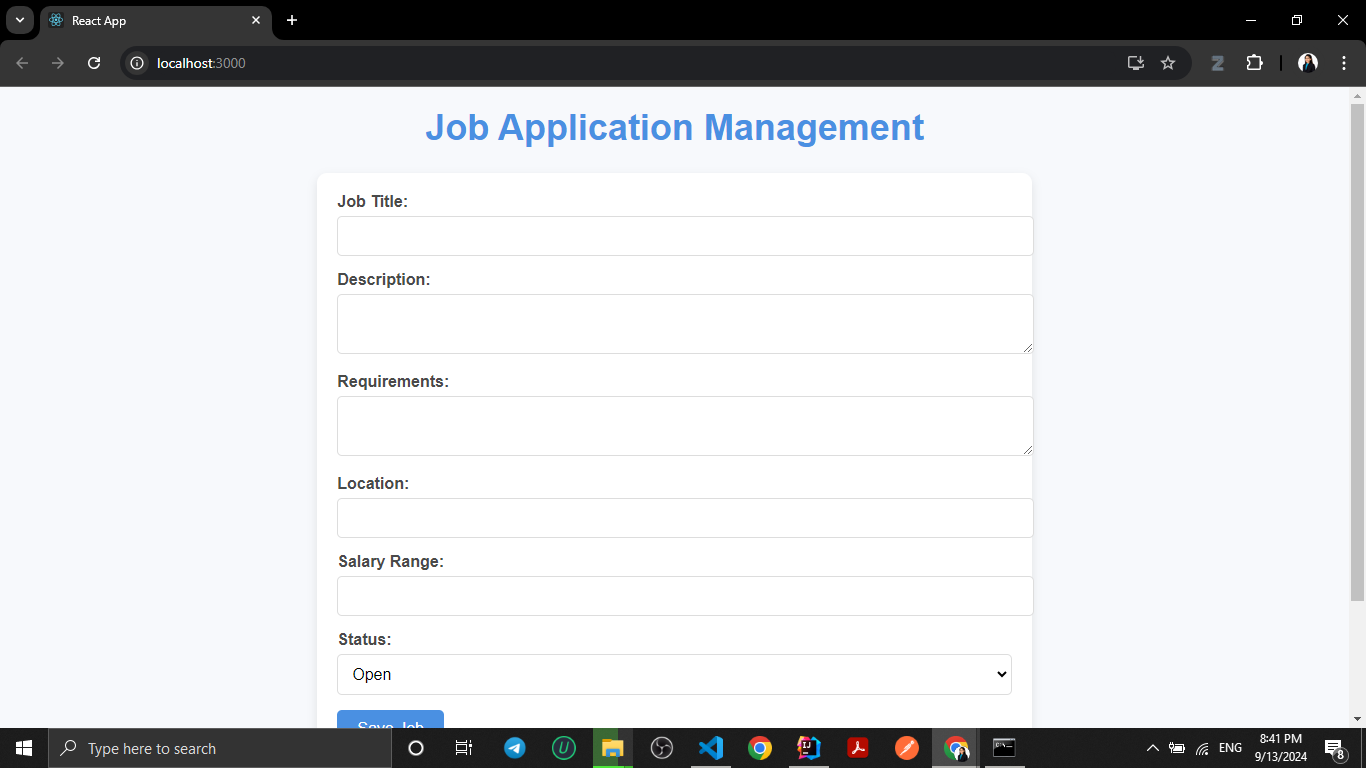 React App
localhost:3000
Job Application Management
Job Title:
Description:
Requirements:
Location:
Salary Range:
Status:
Open
Save Job
Type here to search
ENG
8:41 PM
9/13/2024
8